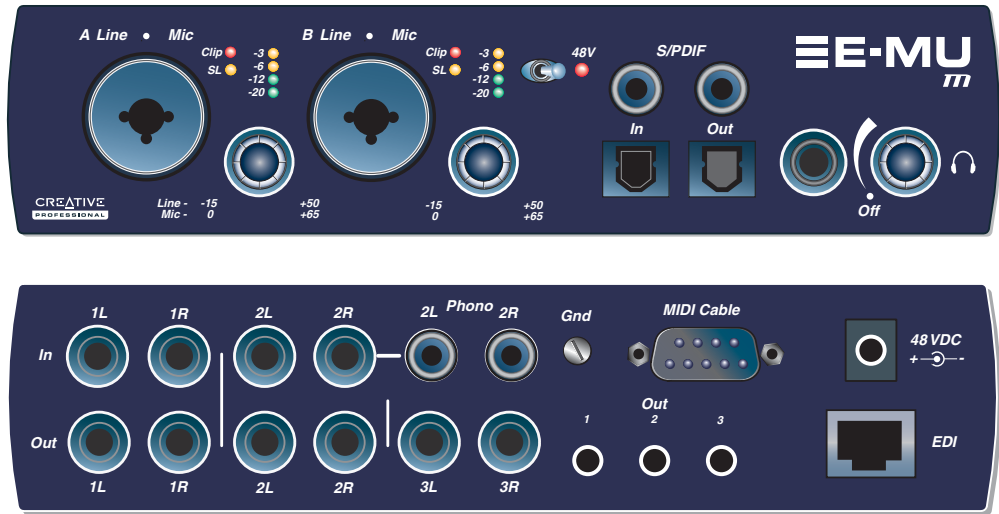 A Line • Mic
B Line • Mic
Clip
-3
SL
-6
-12
-20
Clip
-3
SL
-6
-12
-20
48V
S/PDIF
In
Out
E-MU
m
CREATIVE
PROFESSIONAL
Line - -15 +50
Mic - 0 +65
-15 +50
0 +65
Off
1L 1R 2L 2R 2L Phono 2R
Gnd
MIDI Cable
In
48 VDC
+ -
Out
Out
1 2 3
EDI
1L 1R 2L 2R 3L 3R